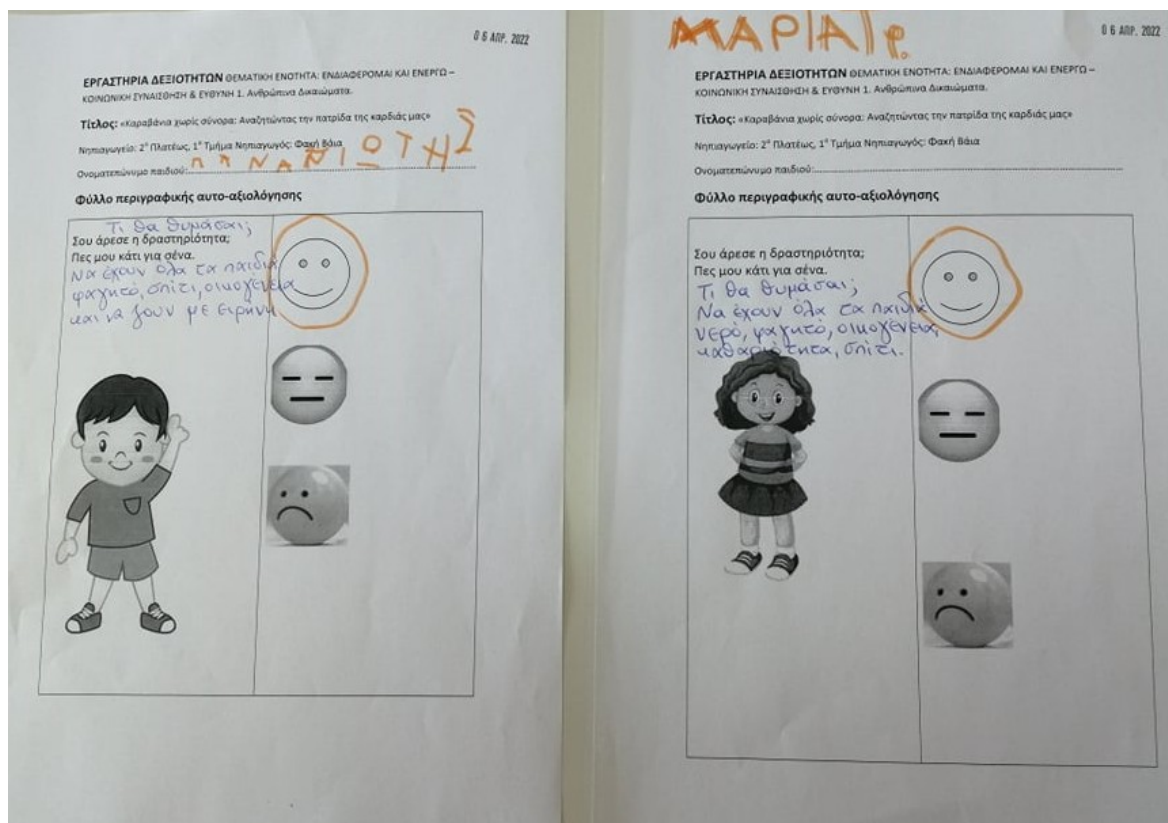 0 6 ΑΠΡ. 2022
ΕΡΓΑΣΤΗΡΙΑ ΔΕΞΙΟΤΗΤΩΝ ΘΕΜΑΤΙΚΗ ΕΝΟΤΗΤΑ: ΕΝΔΙΑΦΕΡΟΜΑΙ ΚΑΙ ΕΝΕΡΓΩ –
ΚΟΙΝΩΝΙΚΗ ΣΥΝΑΙΣΘΗΣΗ & ΕΥΘΥΝΗ 1. Ανθρώπινα Δικαιώματα.
Τίτλος: «Καραβάνια χωρίς σύνορα: Αναζητώντας την πατρίδα της καρδιάς μας»
Νηπιαγωγείο: 2ο Πλατέως, 1ο Τμήμα Νηπιαγωγός: Φακή Βάια
Ονοματεπώνυμο παιδιού: ΠΑΝΑΝΙΟΤΗΣ
Φύλλο περιγραφικής αυτο-αξιολόγησης
Τι θα θυμάσαι;
Σου άρεσε η δραστηριότητα;
Πες μου κάτι για σένα.
Να έχουν όλα τα παιδιά
φαγητό, σπίτι, οικογένεια
και να ζουν με ειρήνη
ΜΑΡΙΑ Ρ.
0 6 ΑΠΡ. 2022
ΕΡΓΑΣΤΗΡΙΑ ΔΕΞΙΟΤΗΤΩΝ ΘΕΜΑΤΙΚΗ ΕΝΟΤΗΤΑ: ΕΝΔΙΑΦΕΡΟΜΑΙ ΚΑΙ ΕΝΕΡΓΩ –
ΚΟΙΝΩΝΙΚΗ ΣΥΝΑΙΣΘΗΣΗ & ΕΥΘΥΝΗ 1. Ανθρώπινα Δικαιώματα.
Τίτλος: «Καραβάνια χωρίς σύνορα: Αναζητώντας την πατρίδα της καρδιάς μας»
Νηπιαγωγείο: 2ο Πλατέως, 1ο Τμήμα Νηπιαγωγός: Φακή Βάια
Ονοματεπώνυμο παιδιού:
Φύλλο περιγραφικής αυτο-αξιολόγησης
Σου άρεσε η δραστηριότητα;
Πες μου κάτι για σένα.
Τι θα θυμάσαι;
Να έχουν όλα τα παιδιά
νερό, φαγητό, οικογένεια,
καθαριότητα, σπίτι.